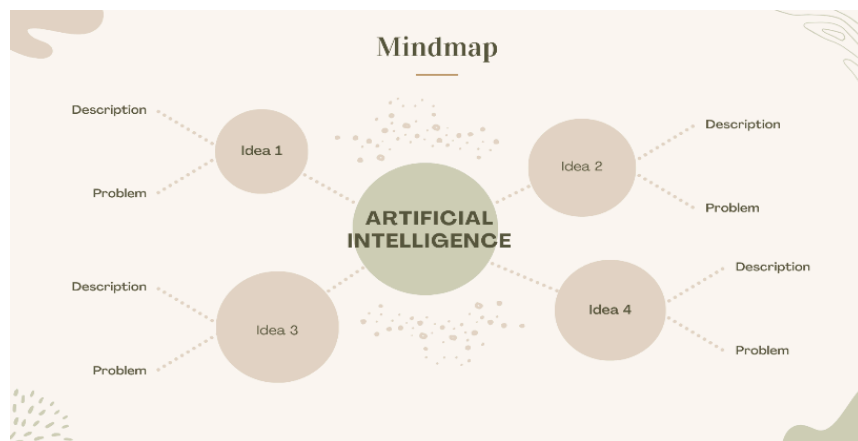 Mindmap
Description
Idea 1
Problem
Description
Idea 2
Problem
ARTIFICIAL
INTELLIGENCE
Description
Idea 3
Problem
Description
Idea 4
Problem